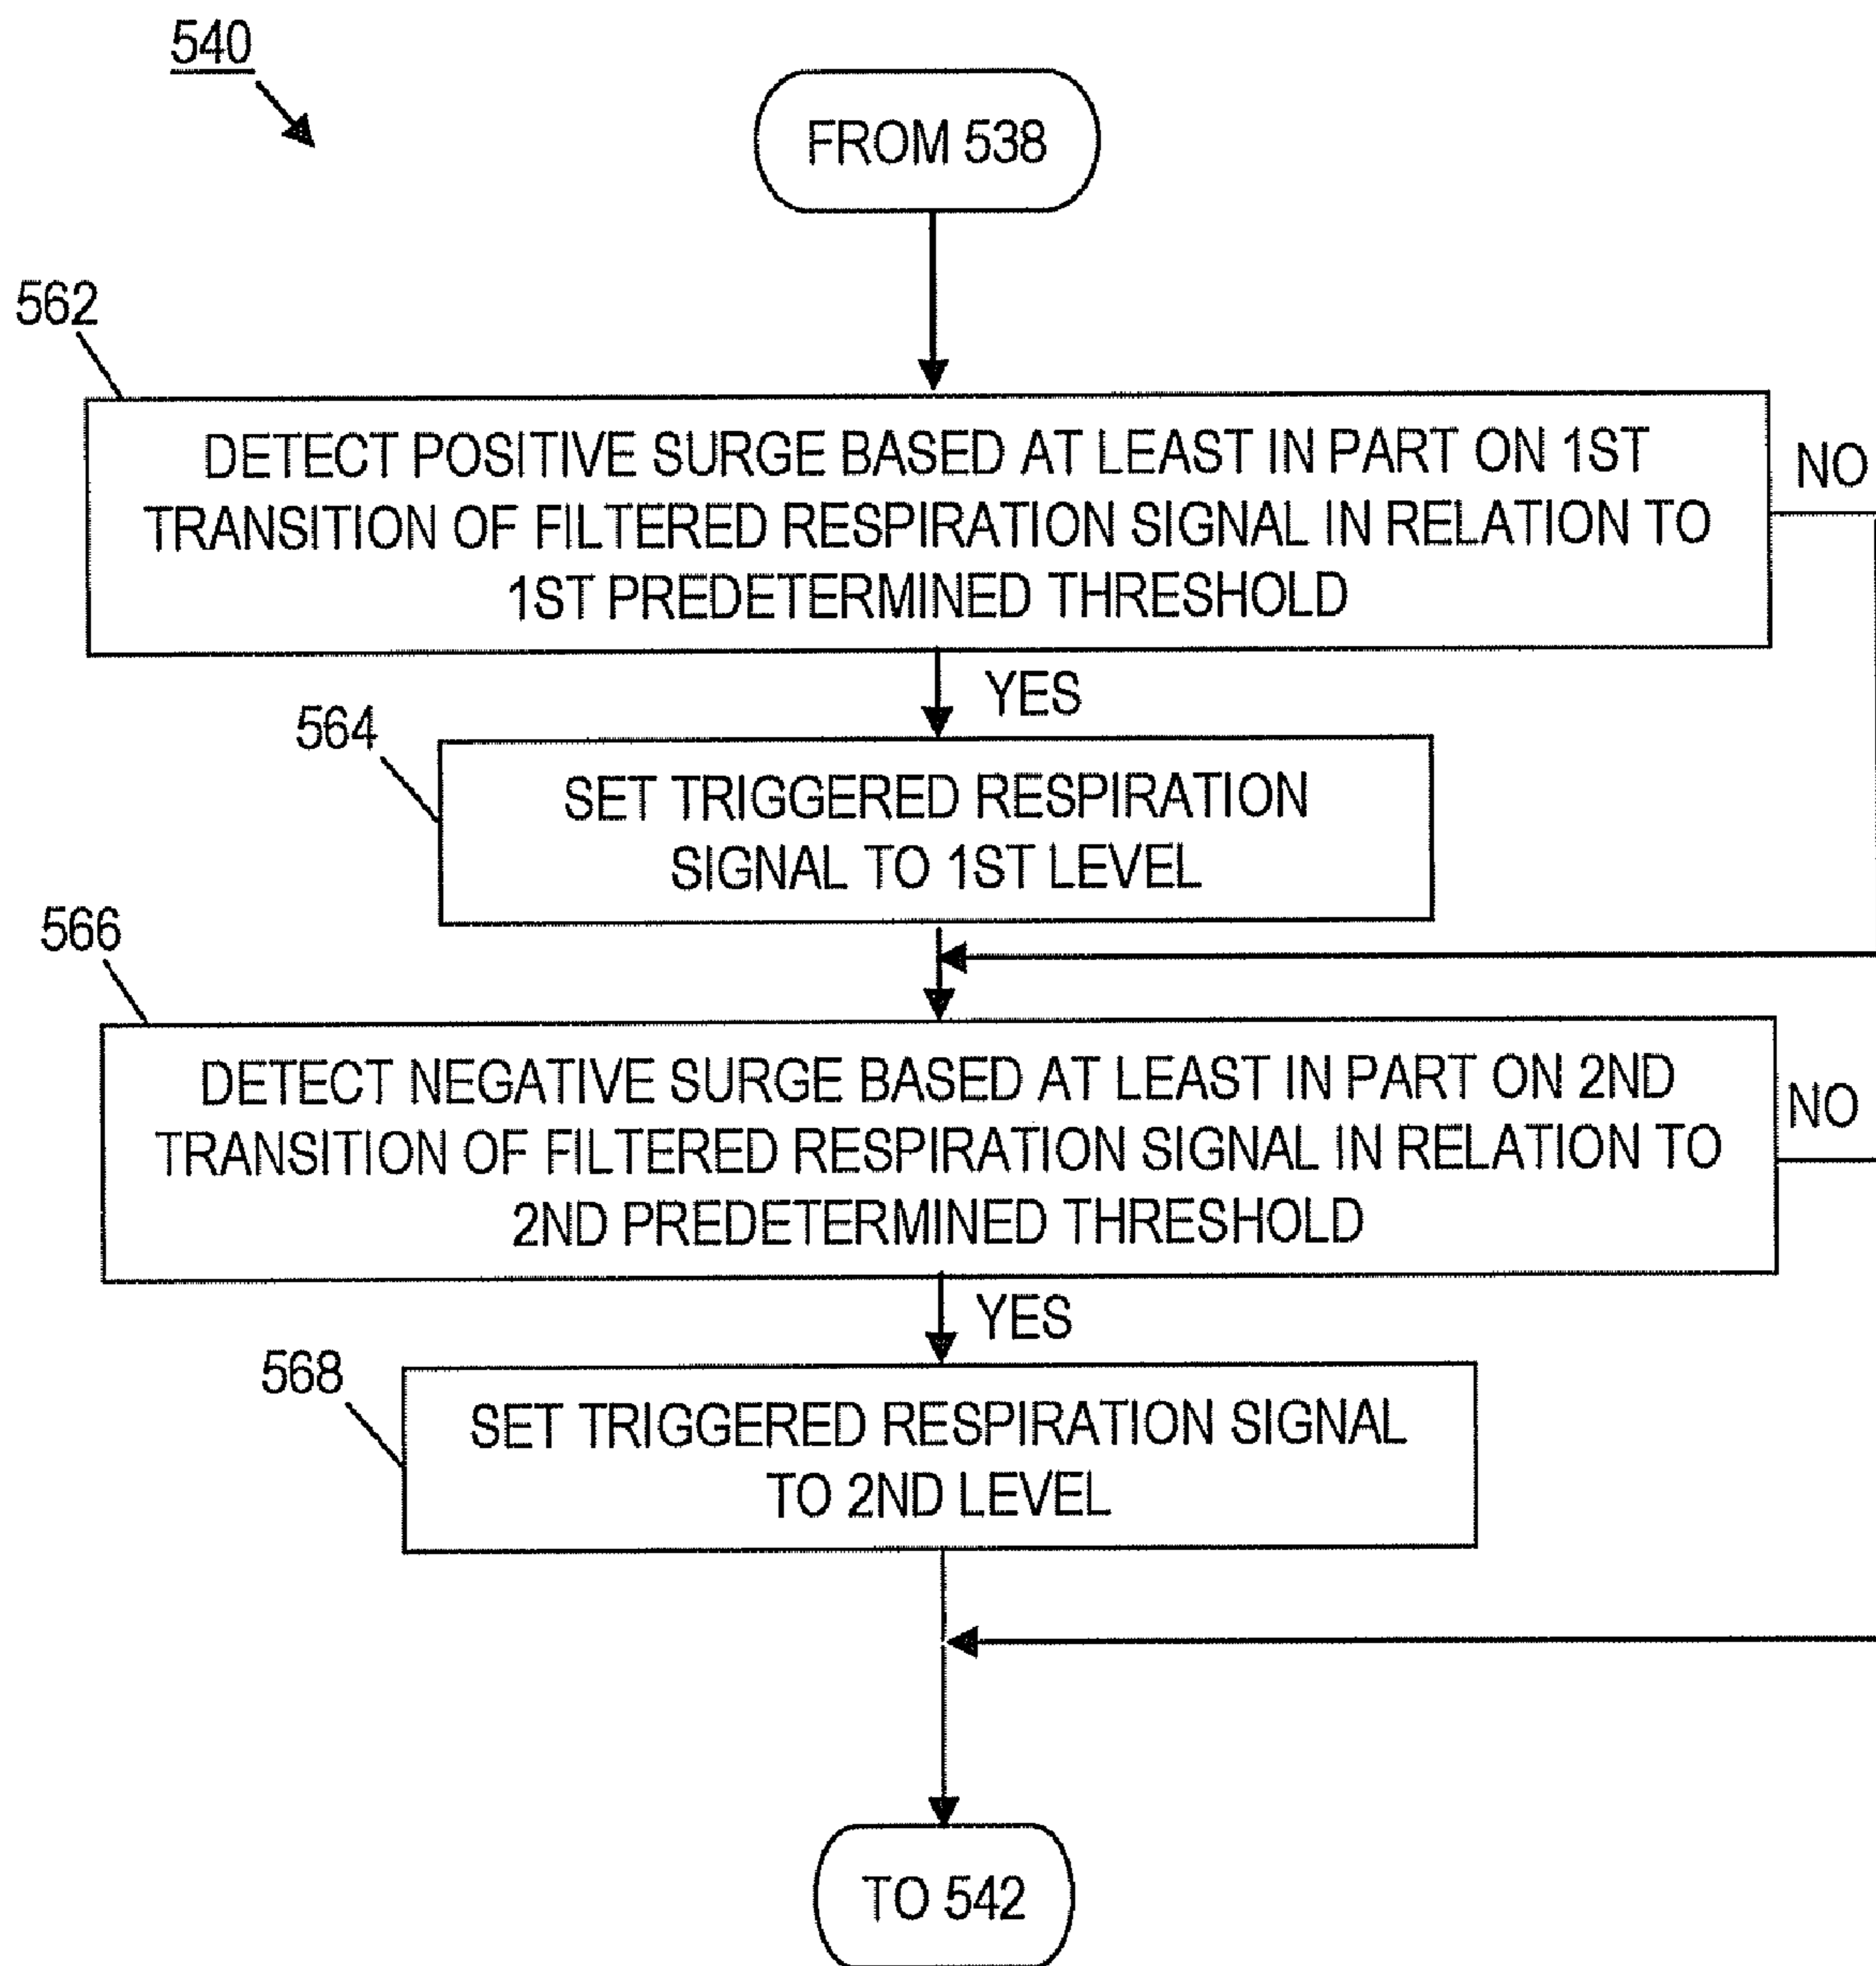 540
FROM 538
562
DETECT POSITIVE SURGE BASED AT LEAST IN PART ON 1ST
TRANSITION OF FILTERED RESPIRATION SIGNAL IN RELATION TO
1ST PREDETERMINED THRESHOLD
NO
YES
564
SET TRIGGERED RESPIRATION
SIGNAL TO 1ST LEVEL
566
DETECT NEGATIVE SURGE BASED AT LEAST IN PART ON 2ND
TRANSITION OF FILTERED RESPIRATION SIGNAL IN RELATION TO
2ND PREDETERMINED THRESHOLD
NO
YES
568
SET TRIGGERED RESPIRATION SIGNAL
TO 2ND LEVEL
TO 542